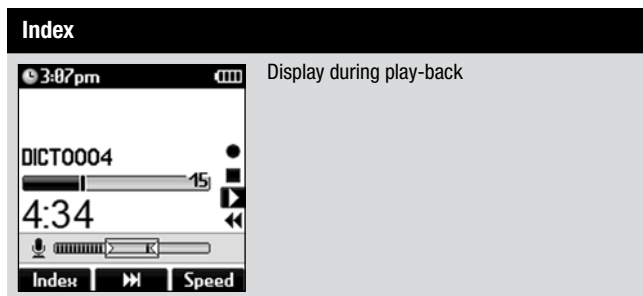 Index
3:07pm
Display during play-back
DICT0004
15
4:34
Index Speed